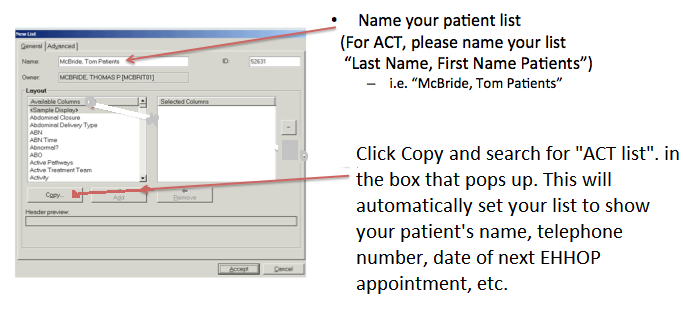 New List
General
Advanced
Name:
McBride, Tom Patients
ID:
52631
Owner:
MCBRIDE, THOMAS P [MCBRIT01]
Layout
Available Columns
Selected Columns
<Sample Display>
Abdominal Closure
Abdominal Delivery Type
ABN
ABN Time
Abnormal?
ABO
Active Pathways
Active Treatment Team
Activity
Copy...
Add
Remove
Header preview:
Accept
Cancel
• Name your patient list
(For ACT, please name your list
“Last Name, First Name Patients”)
– i.e. “McBride, Tom Patients”
Click Copy and search for "ACT list". in
the box that pops up. This will
automatically set your list to show
your patient's name, telephone
number, date of next EHHOP
appointment, etc.